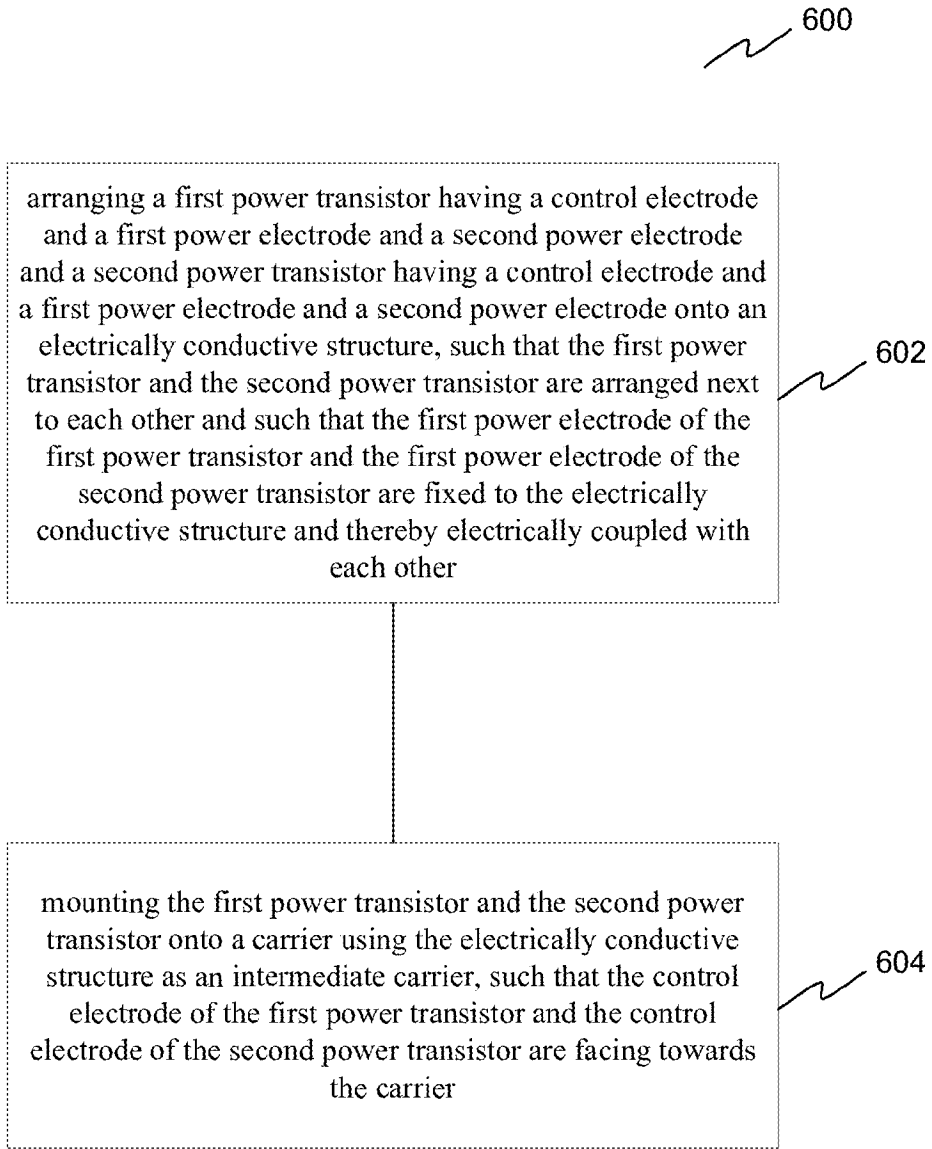 600
arranging a first power transistor having a control electrode
and a first power electrode and a second power electrode
and a second power transistor having a control electrode and
a first power electrode and a second power electrode onto an
electrically conductive structure, such that the first power
transistor and the second power transistor are arranged next
to each other and such that the first power electrode of the
first power transistor and the first power electrode of the
second power transistor are fixed to the electrically
conductive structure and thereby electrically coupled with
each other
602
mounting the first power transistor and the second power
transistor onto a carrier using the electrically conductive
structure as an intermediate carrier, such that the control
electrode of the first power transistor and the control
electrode of the second power transistor are facing towards
the carrier
604